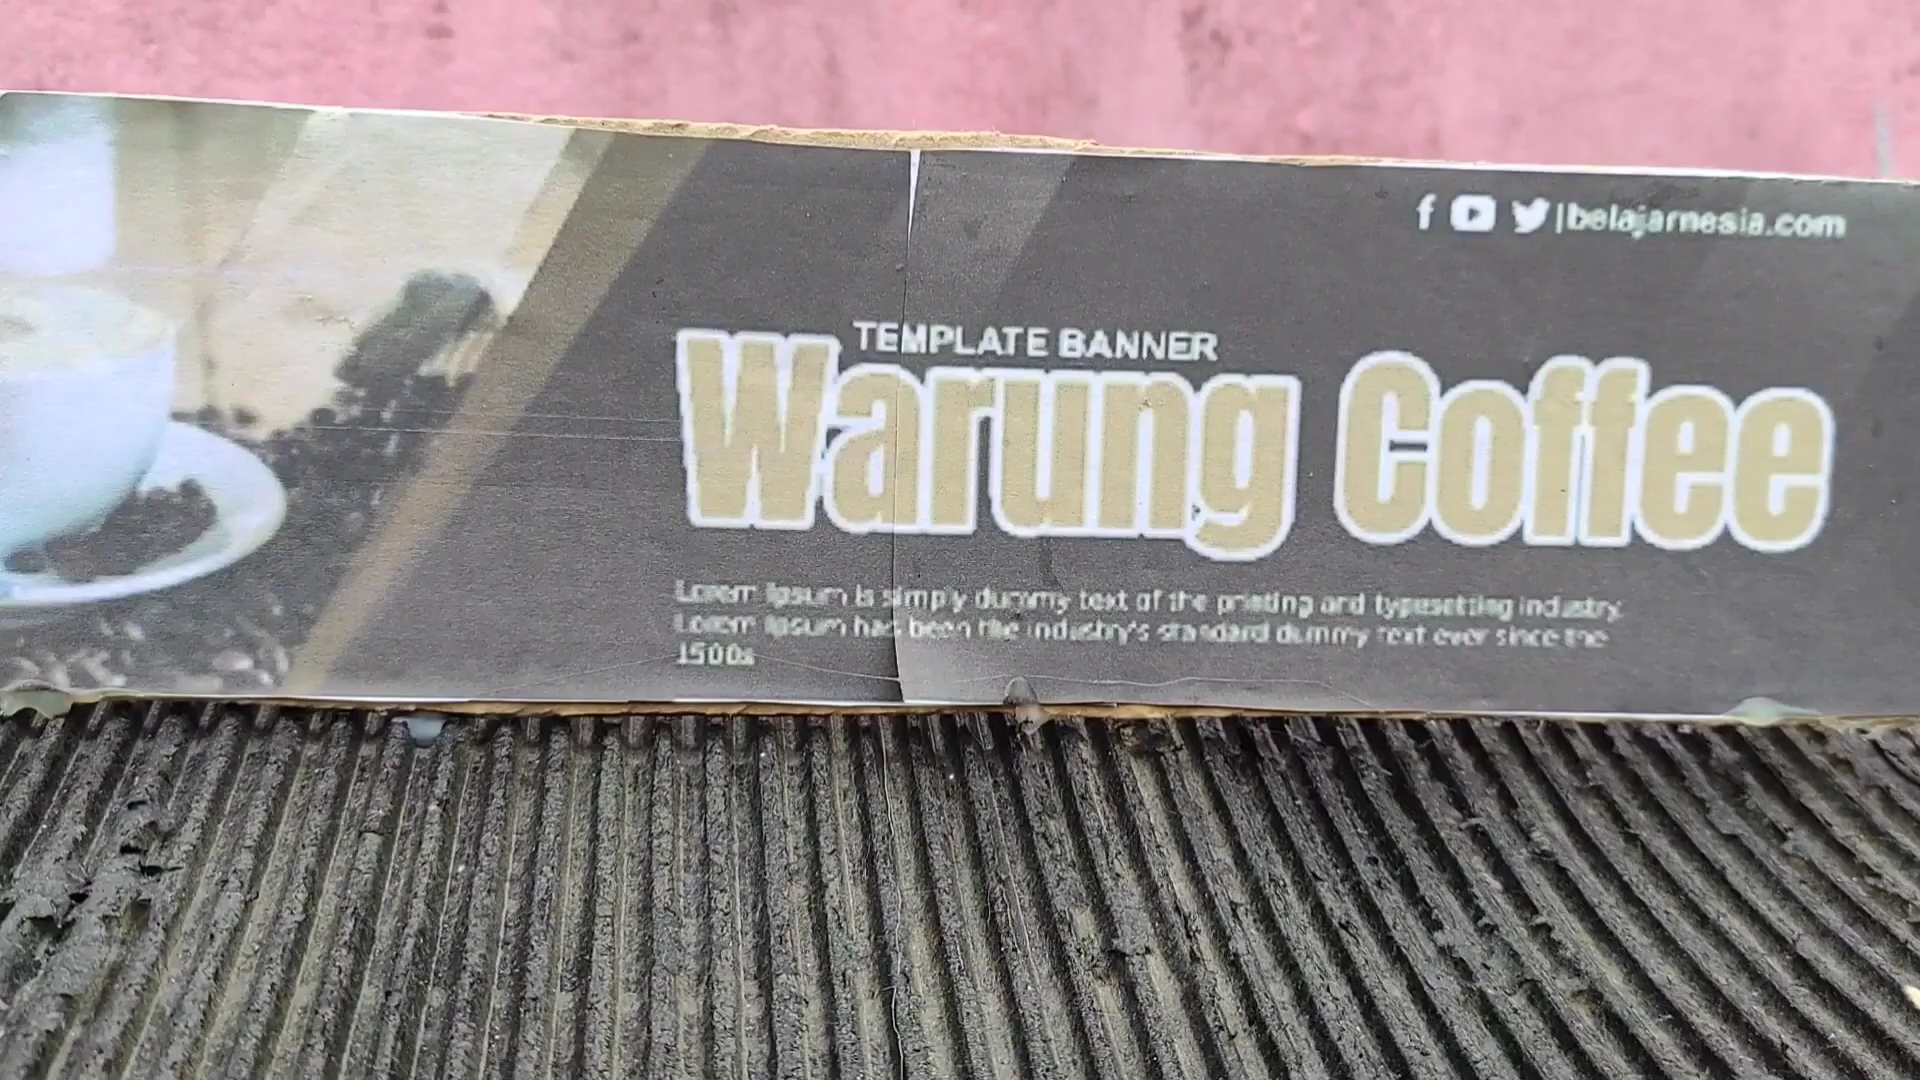 f |belajarnesia.com
TEMPLATE BANNER
Warung Coffee
Lorem Ipsum is simply dummy text of the printing and typesetting industry.
Lorem Ipsum has been the industry's standard dummy text ever since the
1500s